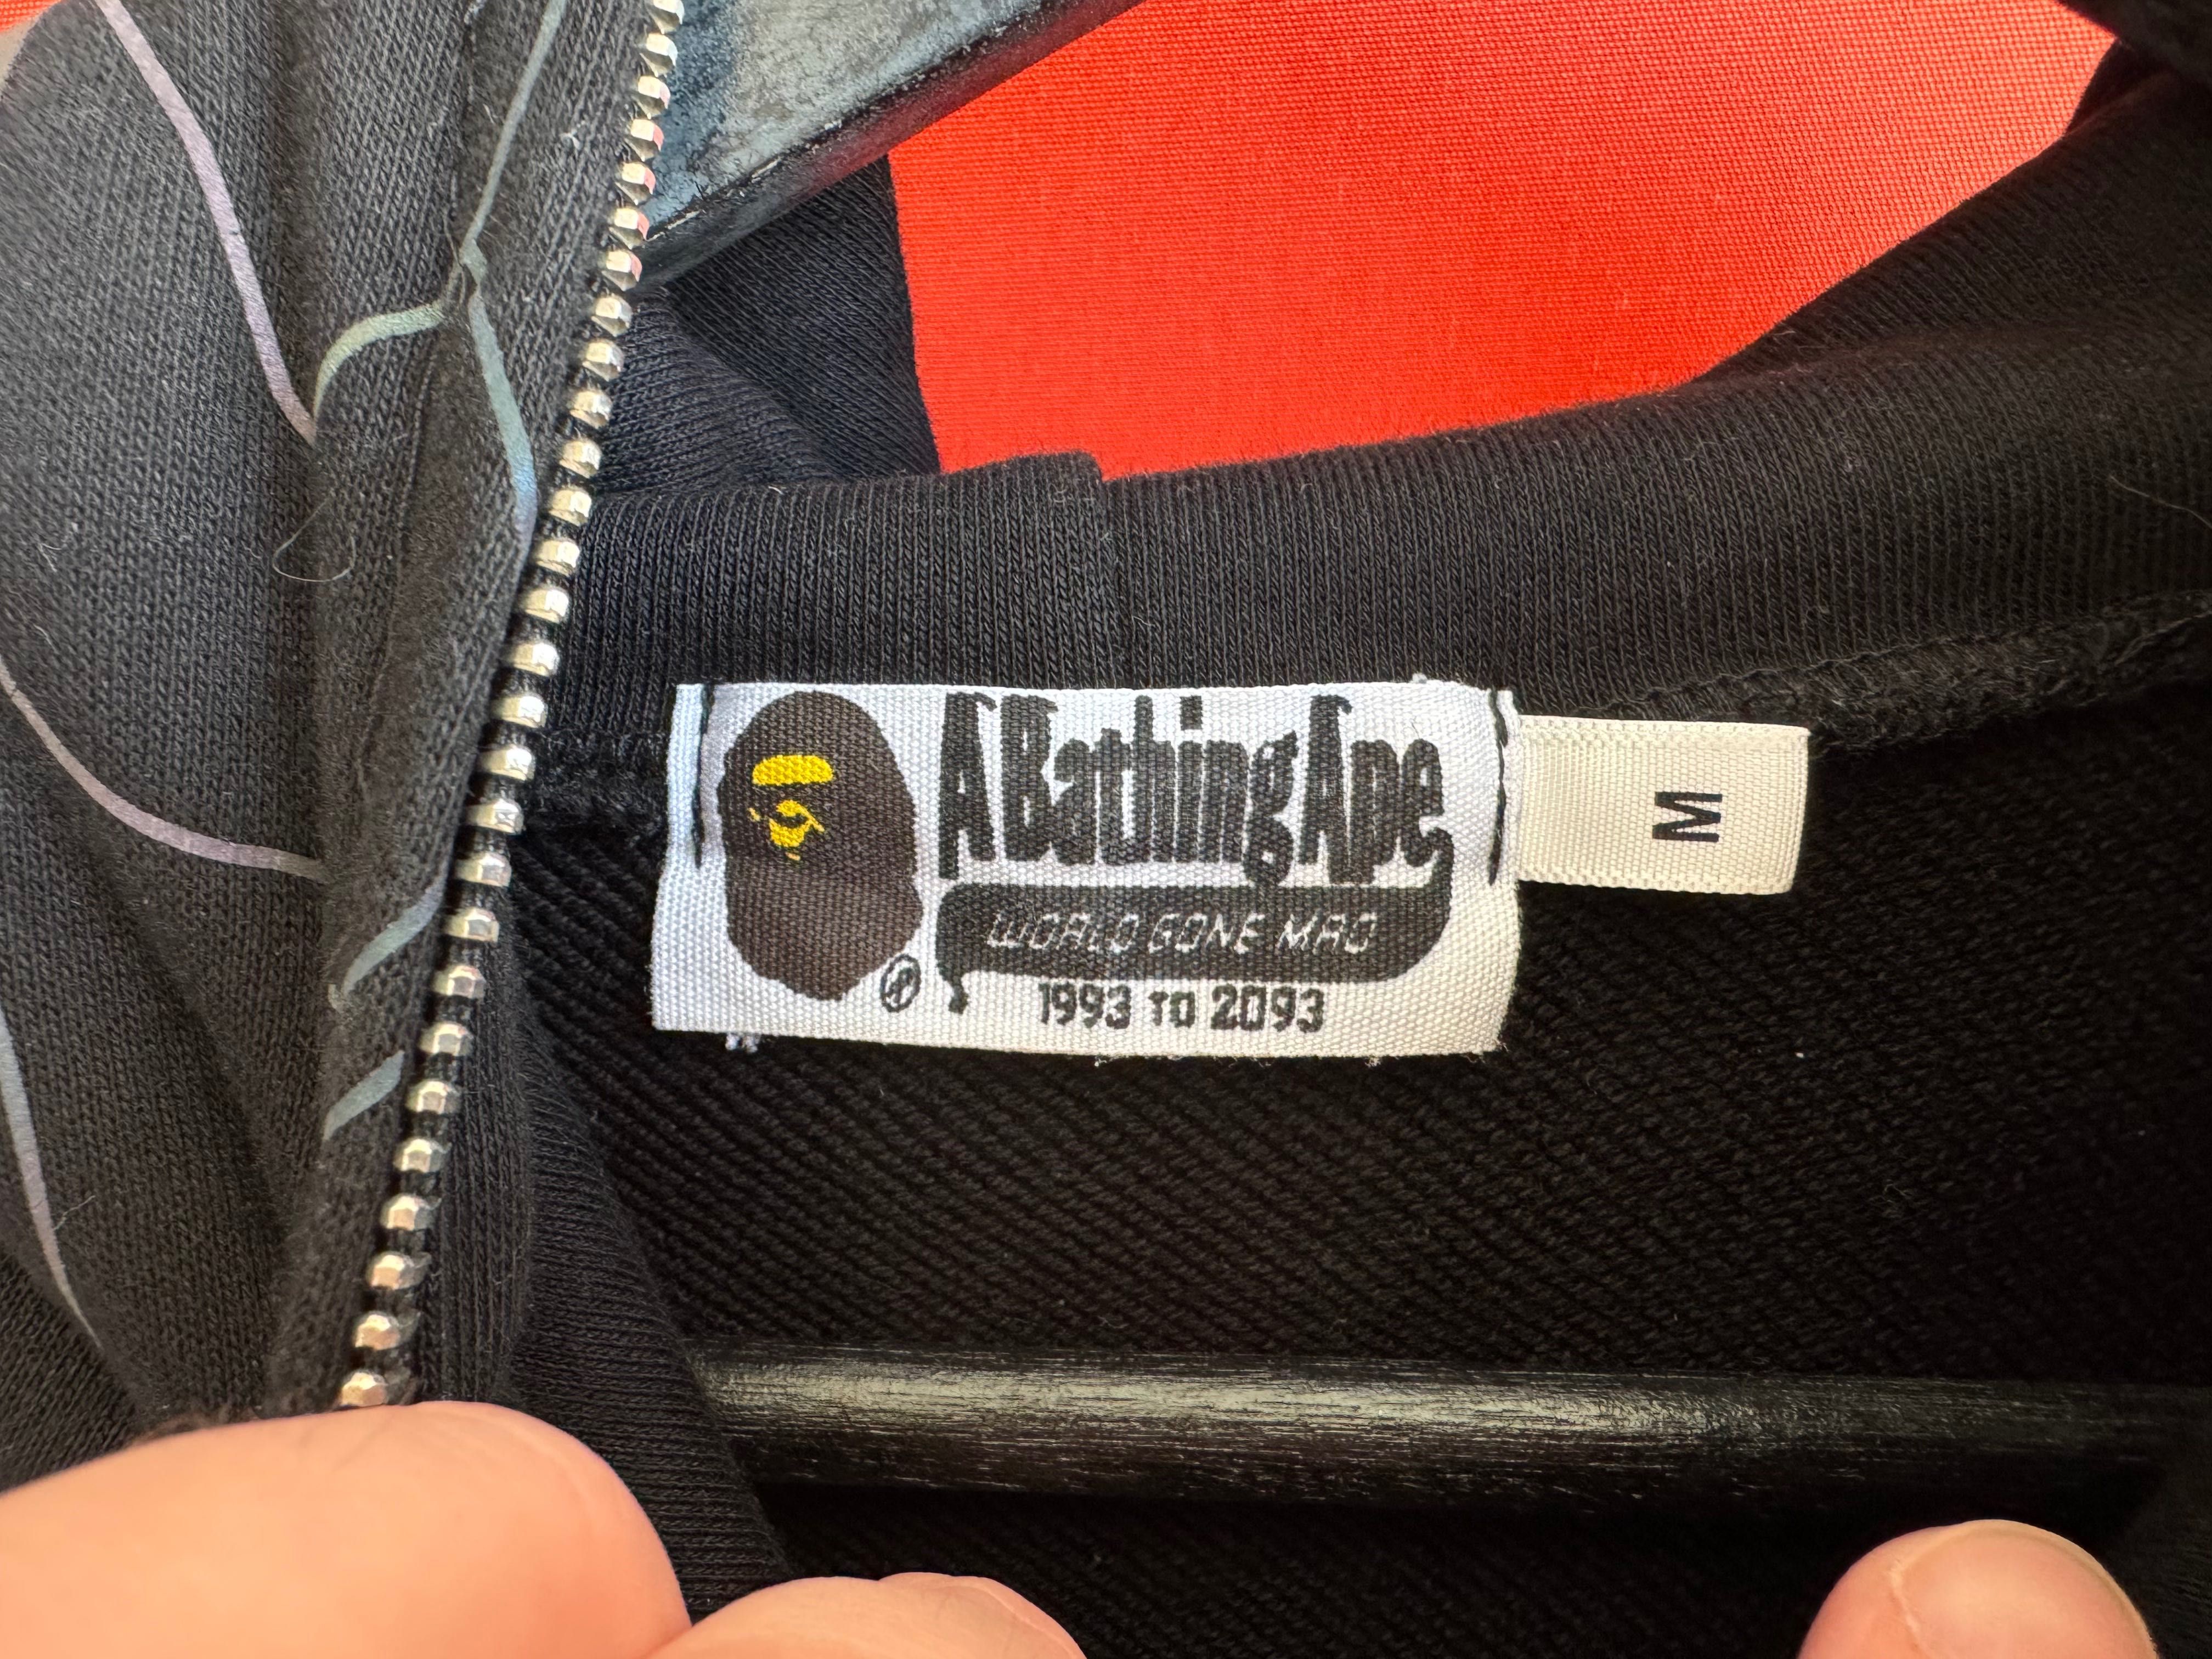 A Bathing Ape
WORLD GONE MAD
1993 TO 2093
M